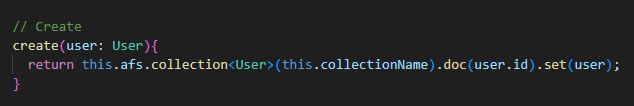 // Create
create(user: User){
return this.afs.collection<User>(this.collectionName).doc(user.id).set(user);
}